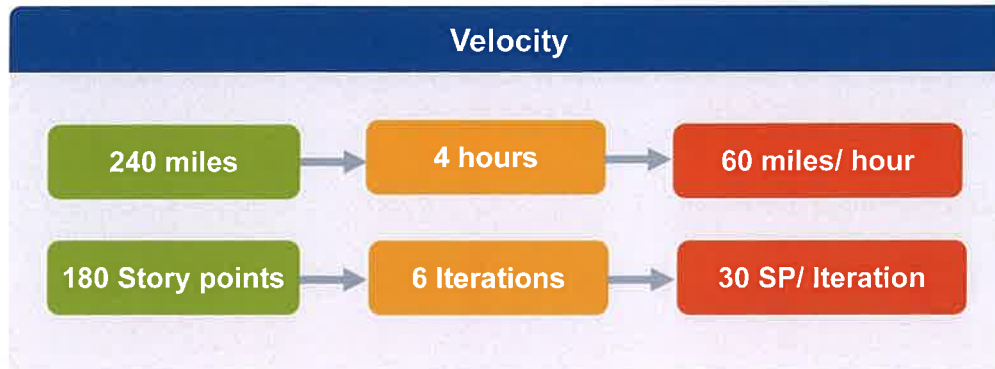 Velocity
240 miles
4 hours
60 miles/ hour
180 Story points
6 Iterations
30 SP/ Iteration